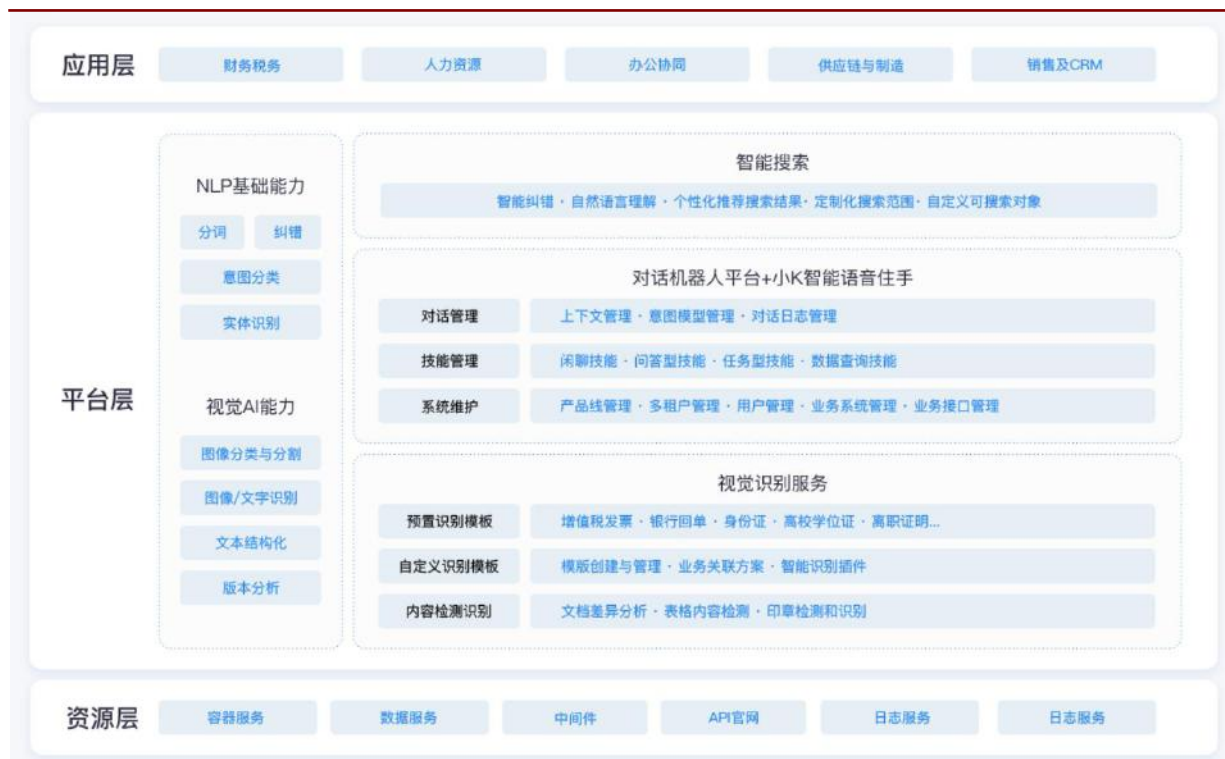 应用层
财务税务
人力资源
办公协同
供应链与制造
销售及CRM
平台层
NLP基础能力
分词
纠错
意图分类
实体识别
视觉AI能力
图像分类与分割
图像/文字识别
文本结构化
版本分析
智能搜索
智能纠错 · 自然语言理解 · 个性化推荐搜索结果· 定制化搜索范围· 自定义可搜索对象
对话机器人平台+小K智能语音住手
对话管理
上下文管理 · 意图模型管理 · 对话日志管理
技能管理
闲聊技能 · 问答型技能 · 任务型技能 · 数据查询技能
系统维护
产品线管理 · 多租户管理 · 用户管理 · 业务系统管理 · 业务接口管理
视觉识别服务
预置识别模板
增值税发票 · 银行回单 · 身份证 · 高校学位证 · 离职证明...
自定义识别模板
模版创建与管理 · 业务关联方案 · 智能识别插件
内容检测识别
文档差异分析 · 表格内容检测 · 印章检测和识别
资源层
容器服务
数据服务
中间件
API官网
日志服务
日志服务